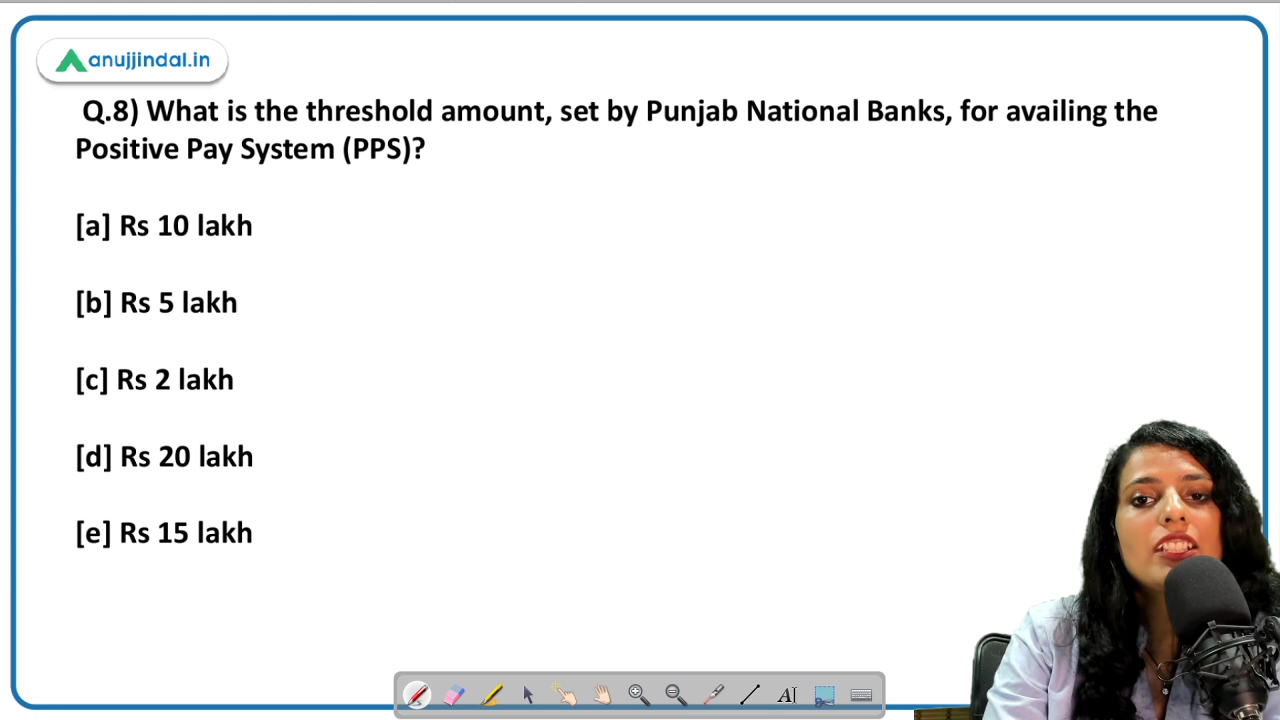 anujjindal.in
Q.8) What is the threshold amount, set by Punjab National Banks, for availing the
Positive Pay System (PPS)?
[a] Rs 10 lakh
[b] Rs 5 lakh
[c] Rs 2 lakh
[d] Rs 20 lakh
[e] Rs 15 lakh